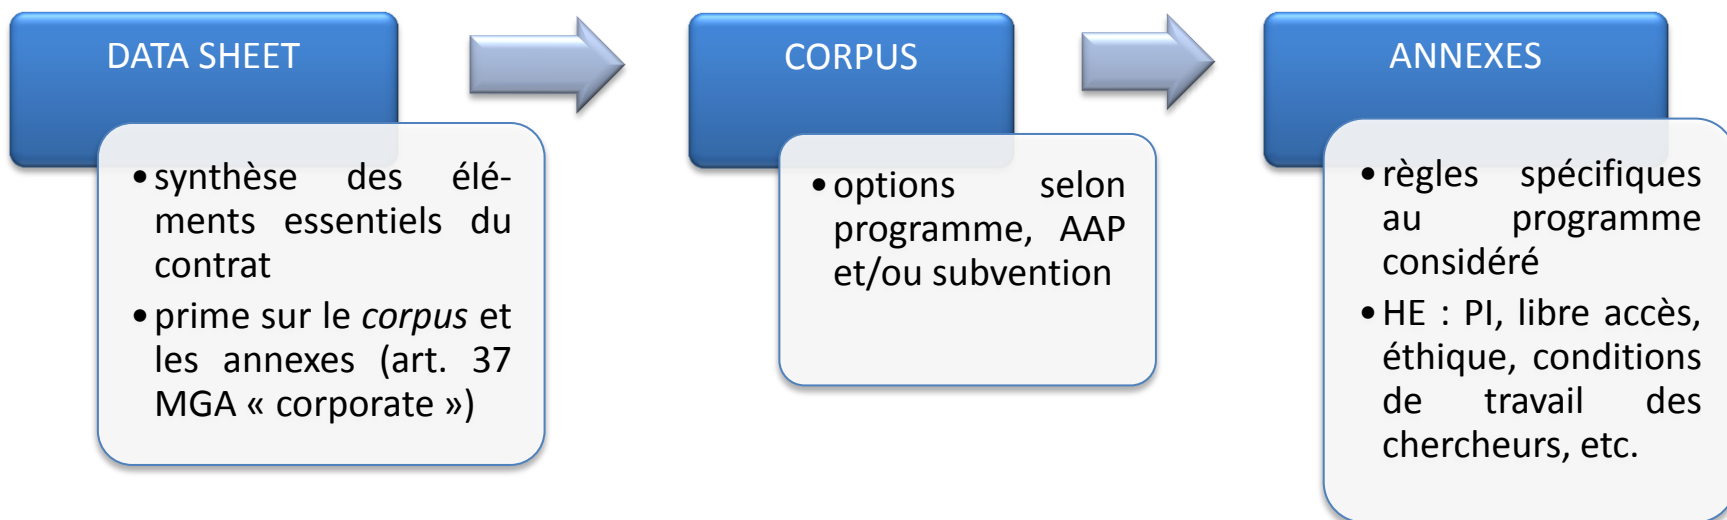 DATA SHEET
•synthèse des élé-
ments essentiels du
contrat
•prime sur le corpus et
les annexes (art. 37
MGA « corporate »)
CORPUS
•options selon
programme, AAP
et/ou subvention
ANNEXES
•règles spécifiques
au programme
considéré
•HE : PI, libre accès,
éthique, conditions
de travail des
chercheurs, etc.